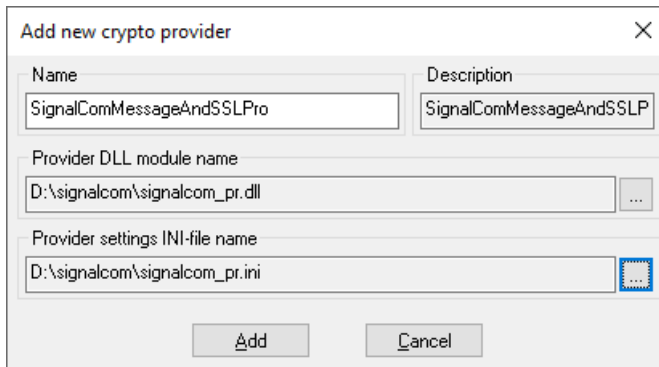 Add new crypto provider
Name
Description
SignalComMessageAndSSLPro
SignalComMessageAndSSLP
Provider DLL module name
D:\signalcom\signalcom_pr.dll
...
Provider settings INI-file name
D:\signalcom\signalcom_pr.ini
...
Add
Cancel